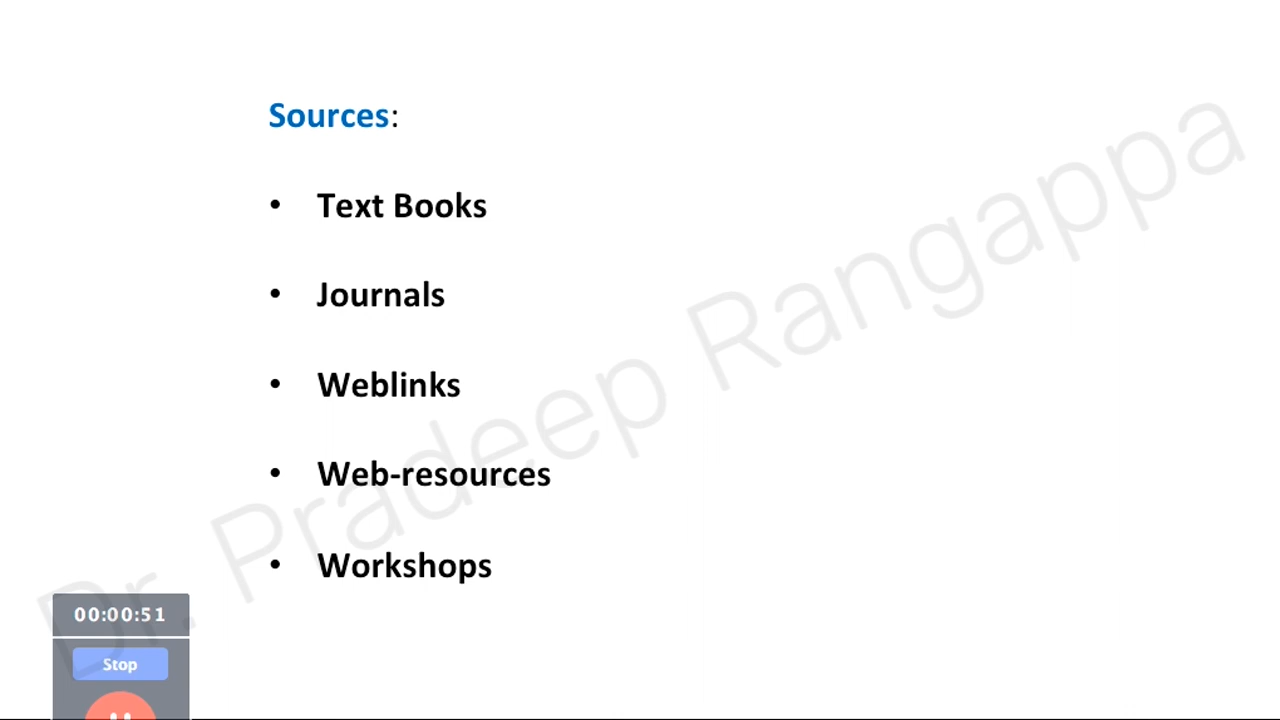 Sources:
• Text Books
• Journals
• Weblinks
• Web-resources
• Workshops
Dr. Pradeep Rangappa
00:00:51
Stop